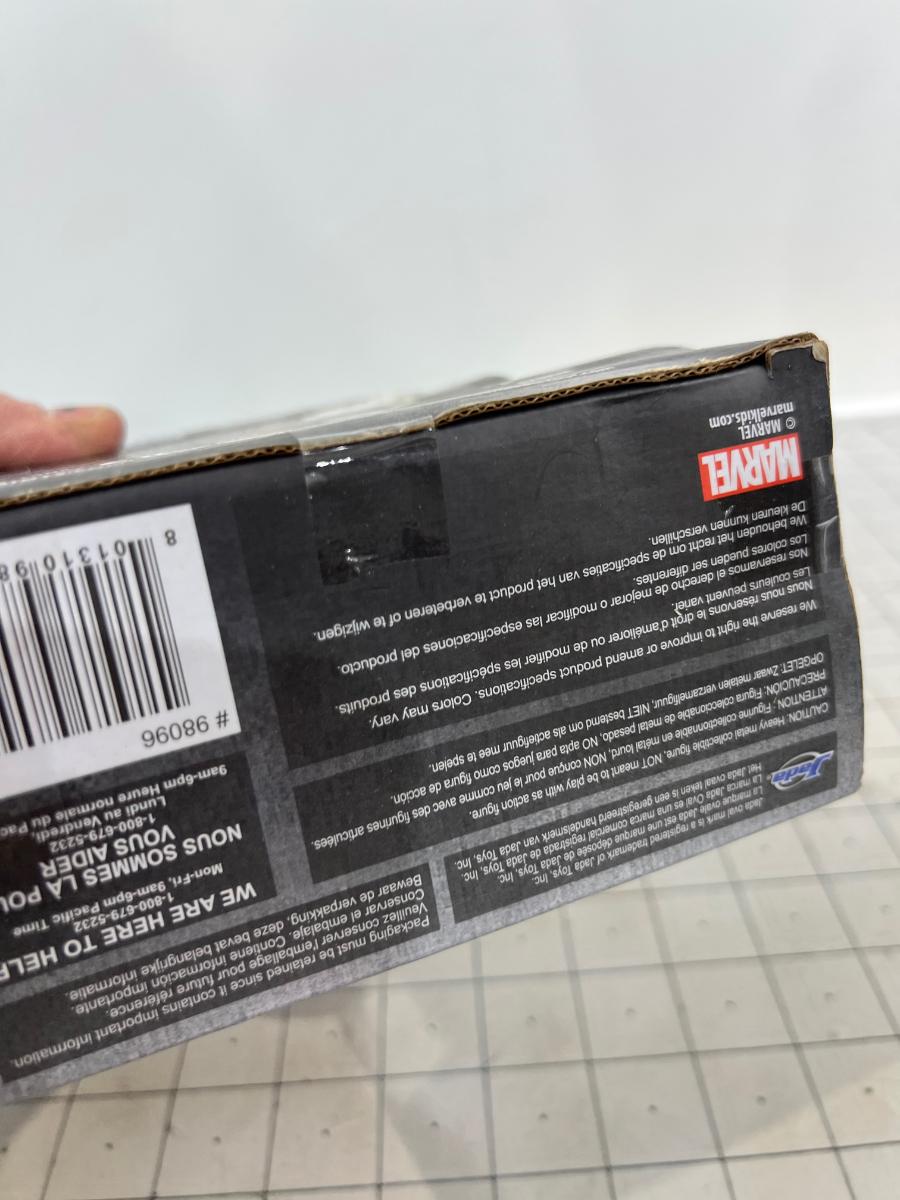 Packaging must be retained since it contains important information.
Veuillez conserver l'emballage pour future référence.
Conservar el embalaje. Contiene información importante.
Bewaar de verpakking, deze bevat belangrijke informatie.
WE ARE HERE TO HELP
1-800-679-5232
Mon-Fri, 9am-6pm Pacific Time
NOUS SOMMES LÀ POU
VOUS AIDER
1-800-679-5232
Lundi au Vendredi,
9am-6pm Heure normale du Pac
# 98096
8 01310 98
Jada
Jada oval mark is a registered trademark of Jada Toys, Inc.
La marque ovale Jada est une marque déposée de Jada Toys, Inc.
La marca Jada Oval es una marca comercial registrada de Jada Toys, Inc.
Het Jada ovaal teken is een geregistreerd handelsmerk van Jada Toys, Inc.
CAUTION: Heavy metal collectible figure, NOT meant to be play with as action figure.
ATTENTION : Figurine collectionnable en métal lourd, NON conçue pour le jeu comme avec des figurines articulées.
PRECAUCIÓN: Figura coleccionable de metal pesado, NO apta para juegos como figura de acción.
OPGELET: Zwaar metalen verzamelfiguur, NIET bestemd om als actiefiguur mee te spelen.
We reserve the right to improve or amend product specifications. Colors may vary.
Nous nous réservons le droit d'améliorer ou de modifier les spécifications des produits.
Les couleurs peuvent varier.
Nos reservamos el derecho de mejorar o modificar las especificaciones del producto.
Los colores pueden ser diferentes.
We behouden het recht om de specificaties van het product te verbeteren of te wijzigen.
De kleuren kunnen verschillen.
MARVEL
© MARVEL
marvelkids.com